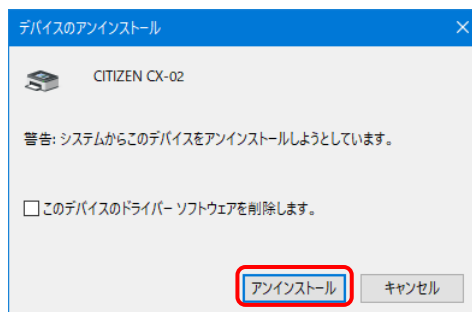 デバイスのアンインストール
CITIZEN CX-02
警告: システムからこのデバイスをアンインストールしようとしています。
このデバイスのドライバー ソフトウェアを削除します。
アンインストール
キャンセル